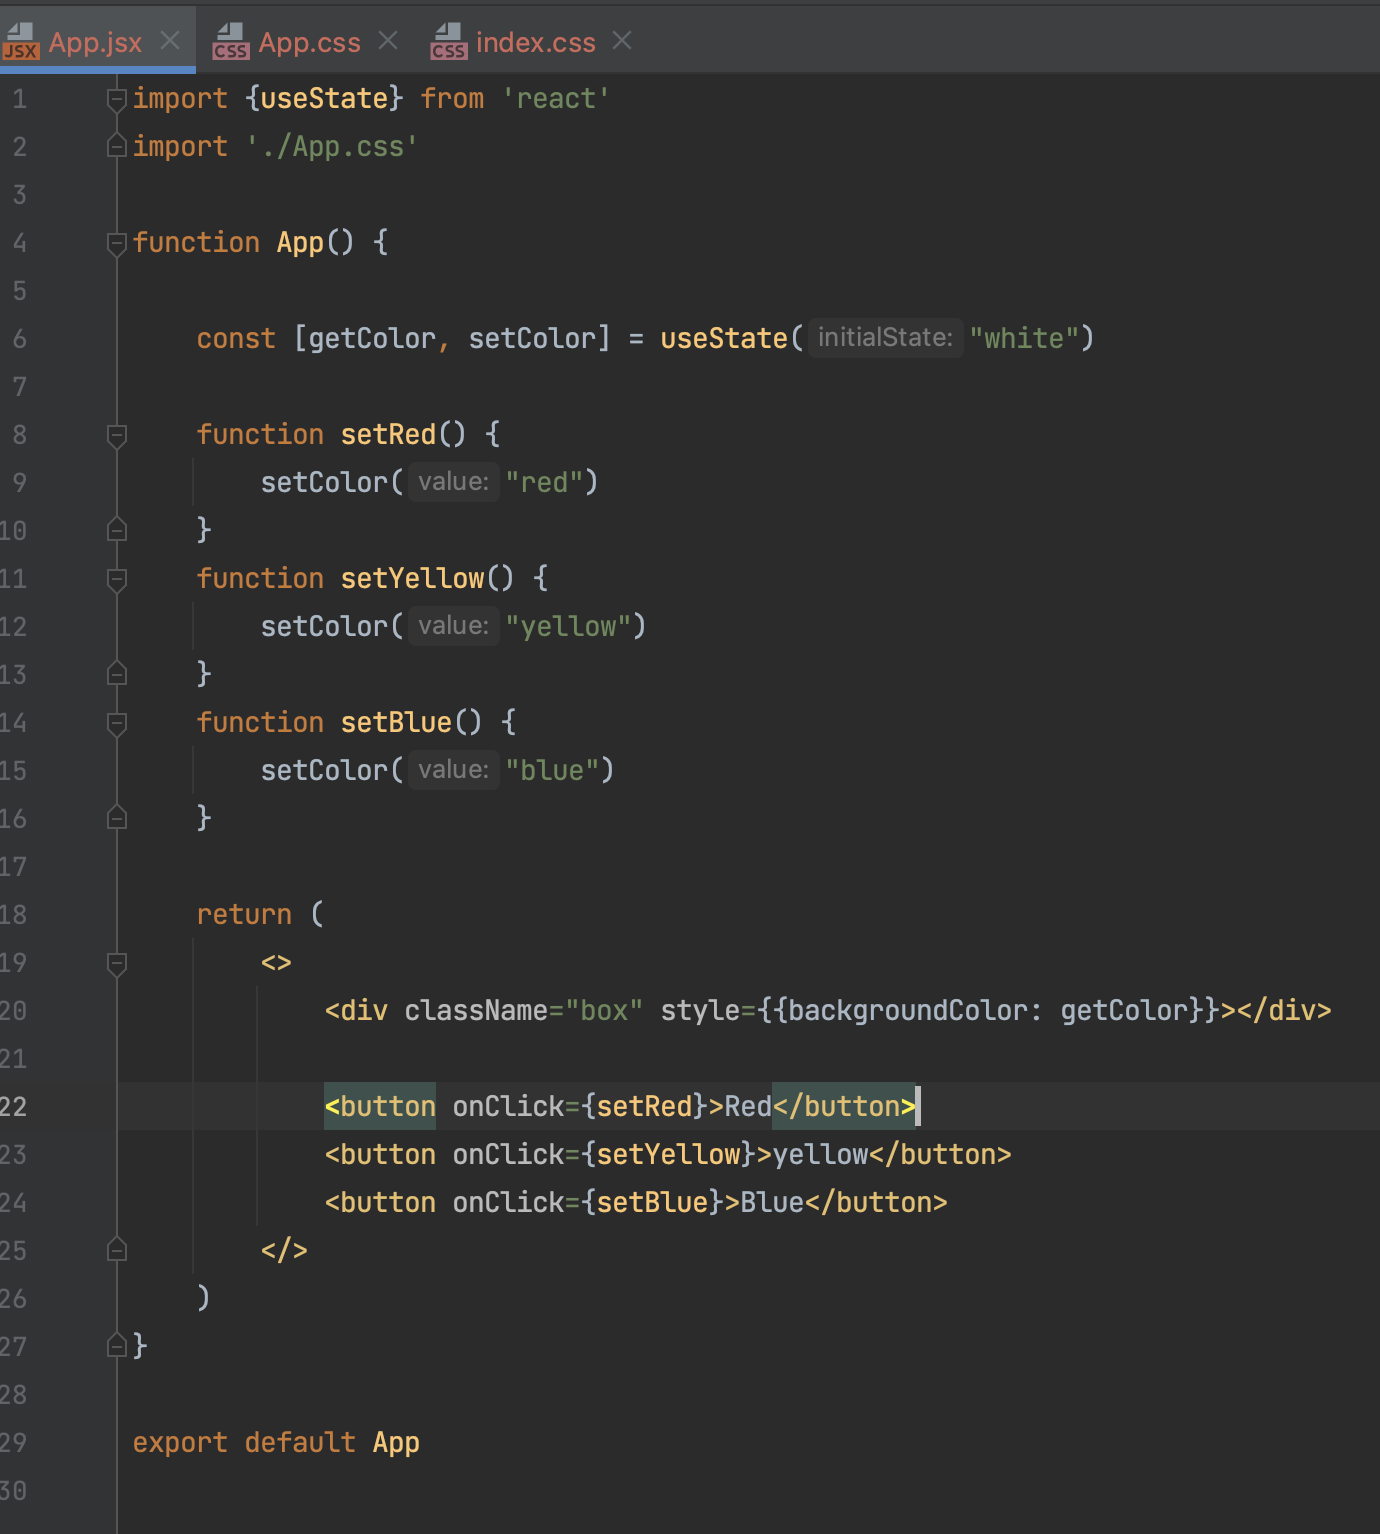 JSX App.jsx CSS App.css CSS index.css
1 import {useState} from 'react'
2 import './App.css'
3
4 function App() {
5
6 const [getColor, setColor] = useState( initialState: "white")
7
8 function setRed() {
9 setColor( value: "red")
10 }
11 function setYellow() {
12 setColor( value: "yellow")
13 }
14 function setBlue() {
15 setColor( value: "blue")
16 }
17
18 return (
19 <>
20 <div className="box" style={{backgroundColor: getColor}}></div>
21
22 <button onClick={setRed}>Red</button>
23 <button onClick={setYellow}>yellow</button>
24 <button onClick={setBlue}>Blue</button>
25 </>
26 )
27 }
28
29 export default App
30